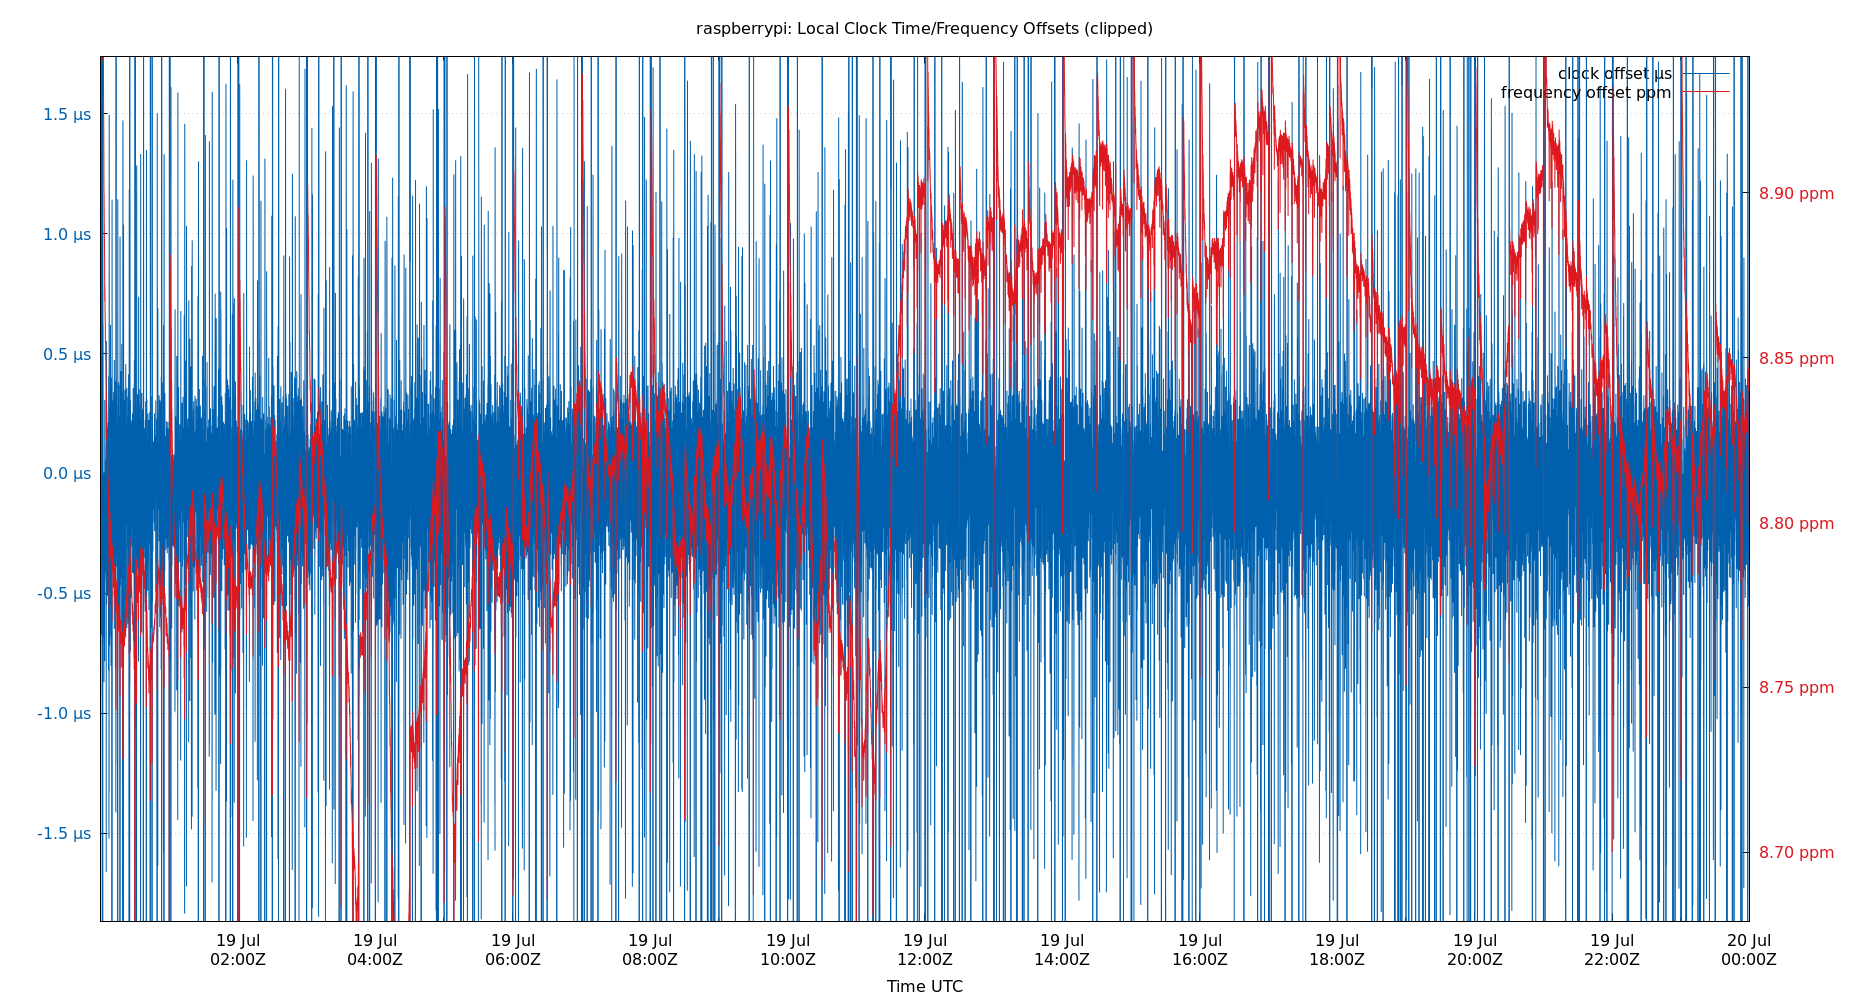 raspberrypi: Local Clock Time/Frequency Offsets (clipped)
clock offset µs
frequency offset ppm
1.5 µs
1.0 µs
0.5 µs
0.0 µs
-0.5 µs
-1.0 µs
-1.5 µs
8.90 ppm
8.85 ppm
8.80 ppm
8.75 ppm
8.70 ppm
19 Jul 19 Jul 19 Jul 19 Jul 19 Jul 19 Jul 19 Jul 19 Jul 19 Jul 19 Jul 19 Jul 20 Jul
02:00Z 04:00Z 06:00Z 08:00Z 10:00Z 12:00Z 14:00Z 16:00Z 18:00Z 20:00Z 22:00Z 00:00Z
Time UTC